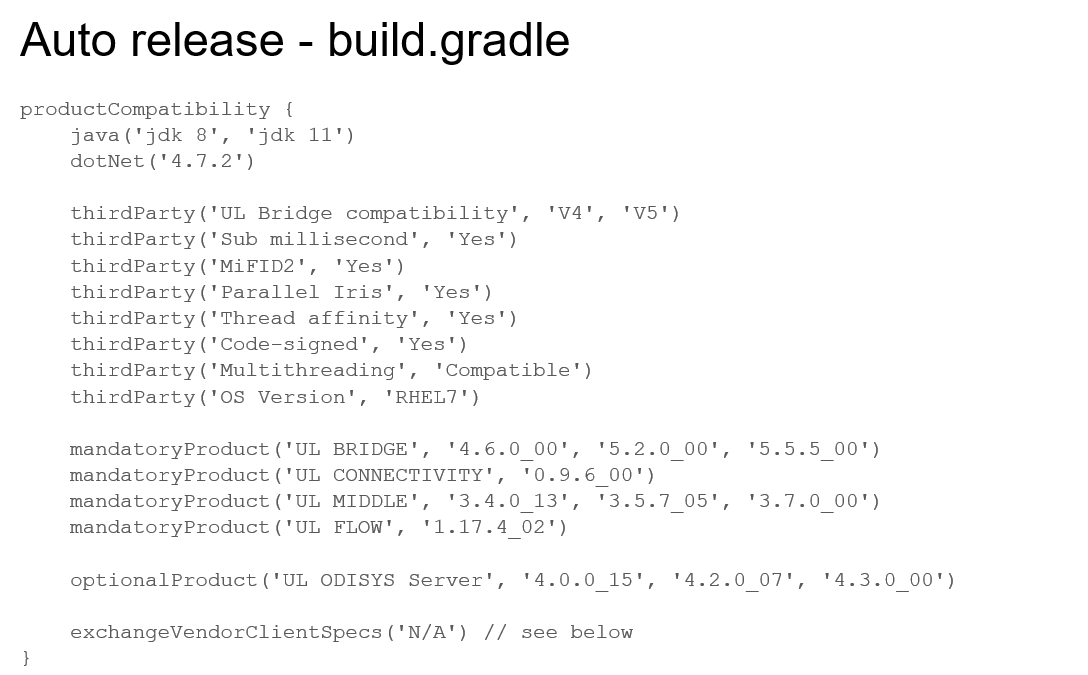 Auto release - build.gradle
productCompatibility {
    java('jdk 8', 'jdk 11')
    dotNet('4.7.2')

    thirdParty('UL Bridge compatibility', 'V4', 'V5')
    thirdParty('Sub millisecond', 'Yes')
    thirdParty('MiFID2', 'Yes')
    thirdParty('Parallel Iris', 'Yes')
    thirdParty('Thread affinity', 'Yes')
    thirdParty('Code-signed', 'Yes')
    thirdParty('Multithreading', 'Compatible')
    thirdParty('OS Version', 'RHEL7')

    mandatoryProduct('UL BRIDGE', '4.6.0_00', '5.2.0_00', '5.5.5_00')
    mandatoryProduct('UL CONNECTIVITY', '0.9.6_00')
    mandatoryProduct('UL MIDDLE', '3.4.0_13', '3.5.7_05', '3.7.0_00')
    mandatoryProduct('UL FLOW', '1.17.4_02')

    optionalProduct('UL ODISYS Server', '4.0.0_15', '4.2.0_07', '4.3.0_00')

    exchangeVendorClientSpecs('N/A') // see below
}